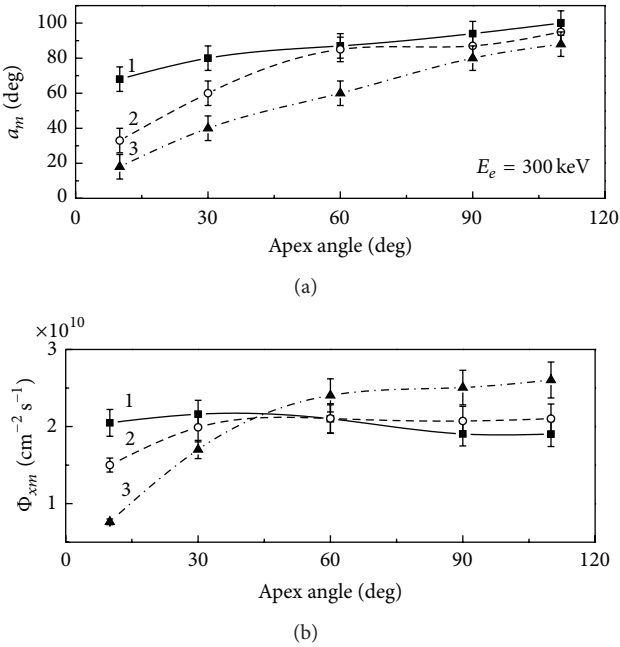 100
80
60
40
20
0
a_m (deg)
1
2
3
E_e = 300 keV
0 30 60 90 120
Apex angle (deg)
(a)
×10^10
3
2
1
Φ_xm (cm^−2 s^−1)
1
2
3
0 30 60 90 120
Apex angle (deg)
(b)